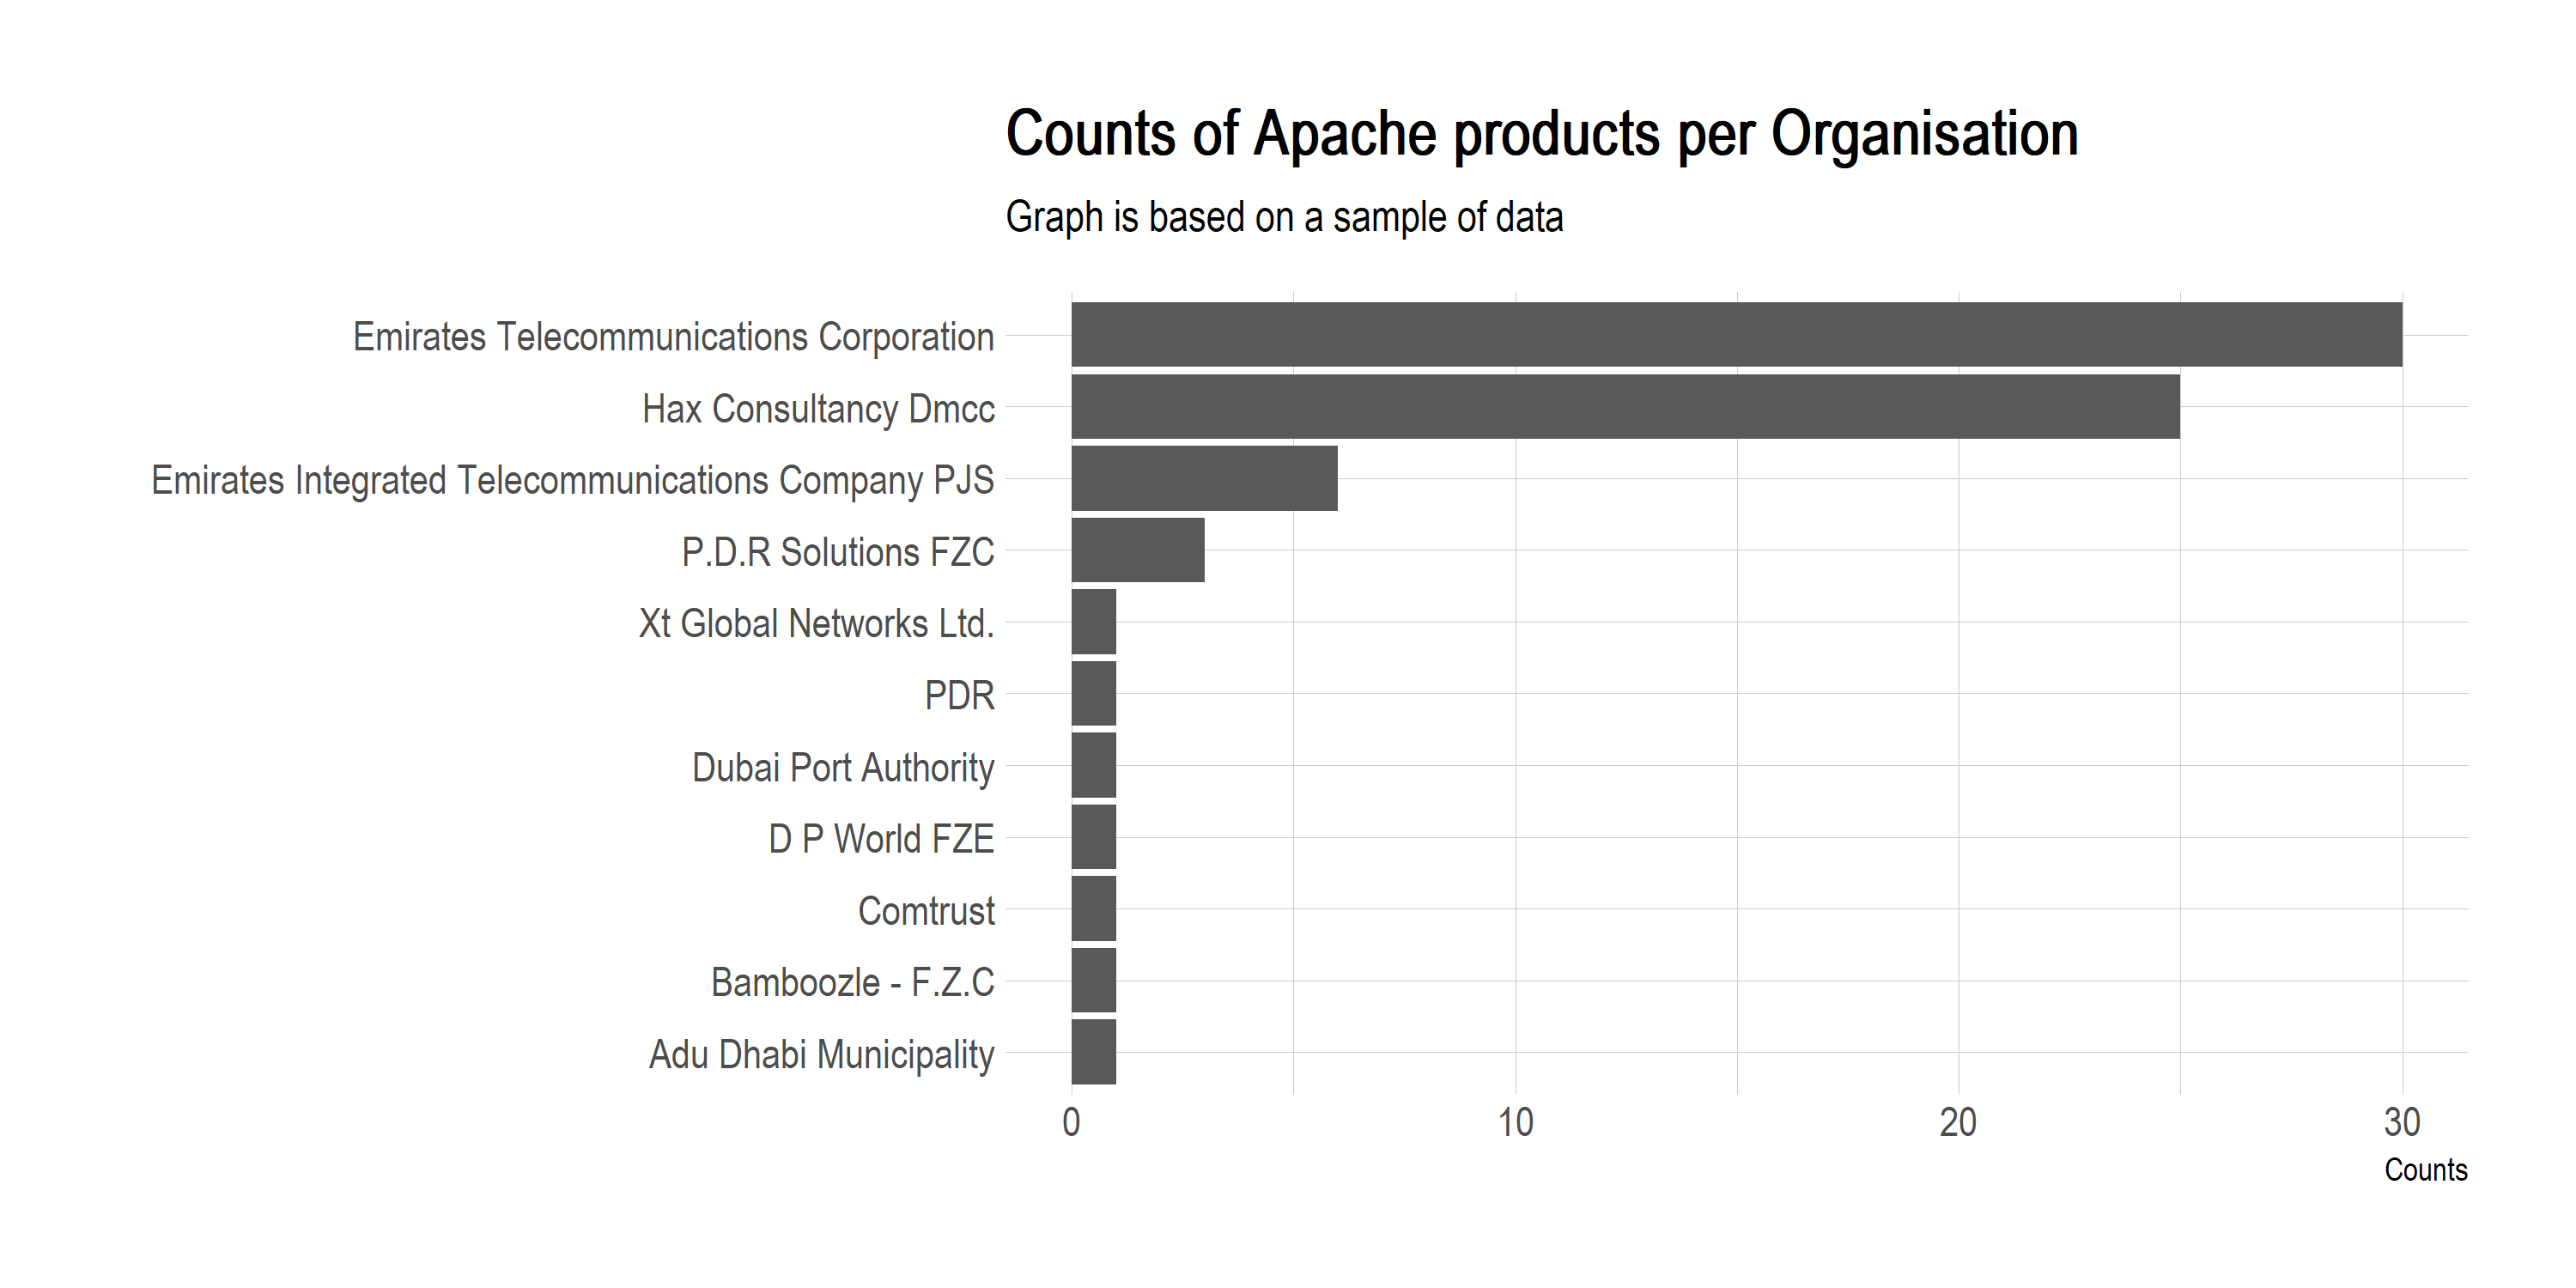 Counts of Apache products per Organisation
Graph is based on a sample of data
Emirates Telecommunications Corporation
Hax Consultancy Dmcc
Emirates Integrated Telecommunications Company PJS
P.D.R Solutions FZC
Xt Global Networks Ltd.
PDR
Dubai Port Authority
D P World FZE
Comtrust
Bamboozle - F.Z.C
Adu Dhabi Municipality
0 10 20 30
Counts